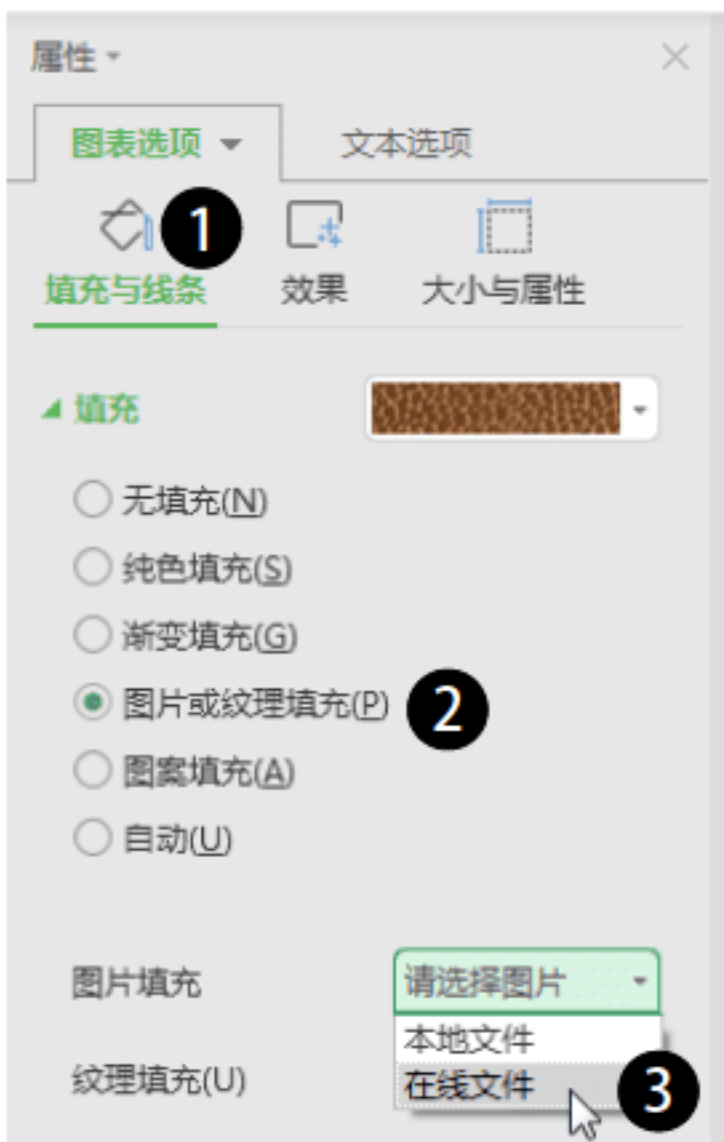 属性
图表选项 文本选项
1
填充与线条 效果 大小与属性
填充
无填充(N)
纯色填充(S)
渐变填充(G)
图片或纹理填充(P) 2
图案填充(A)
自动(U)
图片填充 请选择图片
本地文件
纹理填充(U) 在线文件 3